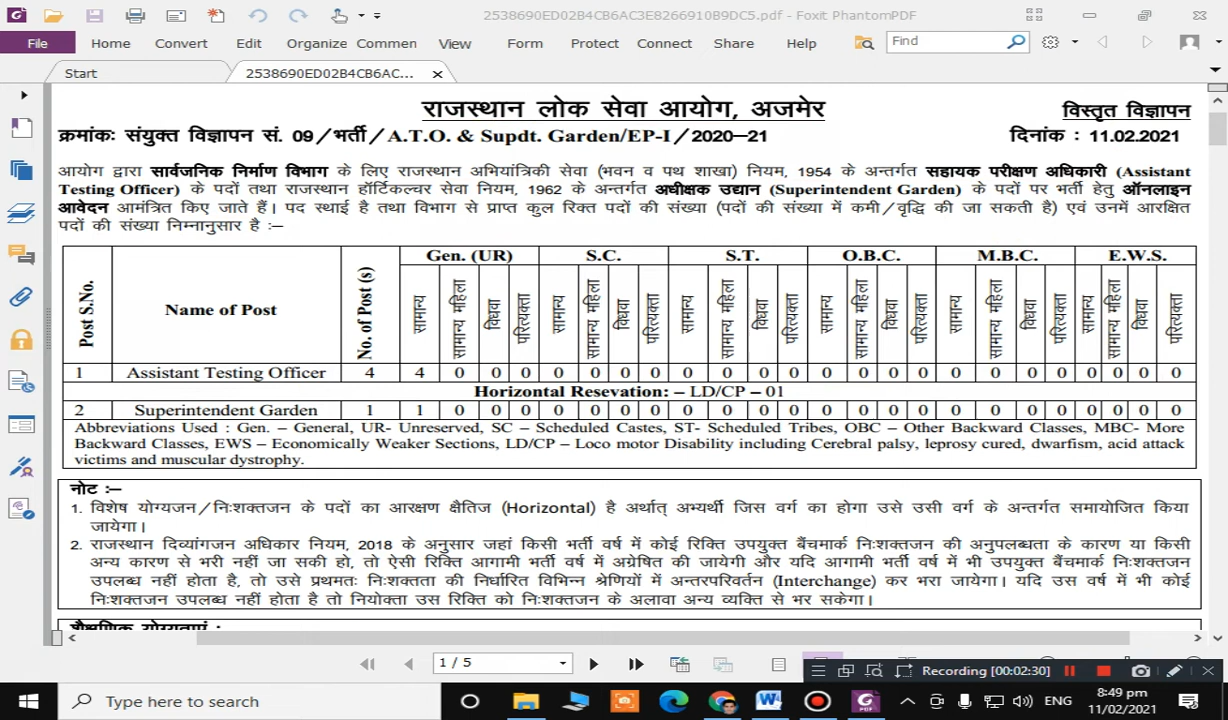 2538690ED02B4CB6AC3E8266910B9DC5.pdf - Foxit PhantomPDF
File Home Convert Edit Organize Commen View Form Protect Connect Share Help Find
Start 2538690ED02B4CB6AC...
राजस्थान लोक सेवा आयोग, अजमेर
विस्तृत विज्ञापन
क्रमांकः संयुक्त विज्ञापन सं. 09/भर्ती/A.T.O. & Supdt. Garden/EP-I/2020-21
दिनांक : 11.02.2021
आयोग द्वारा सार्वजनिक निर्माण विभाग के लिए राजस्थान अभियांत्रिकी सेवा (भवन व पथ शाखा) नियम, 1954 के अन्तर्गत सहायक परीक्षण अधिकारी (Assistant
Testing Officer) के पदों तथा राजस्थान हॉर्टिकल्चर सेवा नियम, 1962 के अन्तर्गत अधीक्षक उद्यान (Superintendent Garden) के पदों पर भर्ती हेतु ऑनलाइन
आवेदन आमंत्रित किए जाते हैं। पद स्थाई है तथा विभाग से प्राप्त कुल रिक्त पदों की संख्या (पदों की संख्या में कमी/वृद्धि की जा सकती है) एवं उनमें आरक्षित
पदों की संख्या निम्नानुसार है :–
Post S.No. Name of Post No. of Post (s) Gen. (UR) S.C. S.T. O.B.C. M.B.C. E.W.S.
सामान्य सामान्य महिला विधवा परित्यक्ता सामान्य सामान्य महिला विधवा परित्यक्ता सामान्य सामान्य महिला विधवा परित्यक्ता सामान्य सामान्य महिला विधवा परित्यक्ता सामान्य सामान्य महिला विधवा परित्यक्ता सामान्य सामान्य महिला विधवा परित्यक्ता
1 Assistant Testing Officer 4 4 0 0 0 0 0 0 0 0 0 0 0 0 0 0 0 0 0 0 0 0 0 0 0
Horizontal Resevation: – LD/CP – 01
2 Superintendent Garden 1 1 0 0 0 0 0 0 0 0 0 0 0 0 0 0 0 0 0 0 0 0 0 0 0
Abbreviations Used : Gen. – General, UR- Unreserved, SC – Scheduled Castes, ST- Scheduled Tribes, OBC – Other Backward Classes, MBC- More
Backward Classes, EWS – Economically Weaker Sections, LD/CP – Loco motor Disability including Cerebral palsy, leprosy cured, dwarfism, acid attack
victims and muscular dystrophy.
नोट :–
1. विशेष योग्यजन/निःशक्तजन के पदों का आरक्षण क्षैतिज (Horizontal) है अर्थात् अभ्यर्थी जिस वर्ग का होगा उसे उसी वर्ग के अन्तर्गत समायोजित किया
जायेगा।
2. राजस्थान दिव्यांगजन अधिकार नियम, 2018 के अनुसार जहां किसी भर्ती वर्ष में कोई रिक्ति उपयुक्त बैंचमार्क निःशक्तजन की अनुपलब्धता के कारण या किसी
अन्य कारण से भरी नहीं जा सकी हो, तो ऐसी रिक्ति आगामी भर्ती वर्ष में अग्रेषित की जायेगी और यदि आगामी भर्ती वर्ष में भी उपयुक्त बैंचमार्क निःशक्तजन
उपलब्ध नहीं होता है, तो उसे प्रथमतः निःशक्तता की निर्धारित विभिन्न श्रेणियों में अन्तरपरिवर्तन (Interchange) कर भरा जायेगा। यदि उस वर्ष में भी कोई
निःशक्तजन उपलब्ध नहीं होता है तो नियोक्ता उस रिक्ति को निःशक्तजन के अलावा अन्य व्यक्ति से भर सकेगा।
शैक्षणिक योग्यताएं :
1 / 5
Recording [00:02:30]
Type here to search
ENG
8:49 pm
11/02/2021